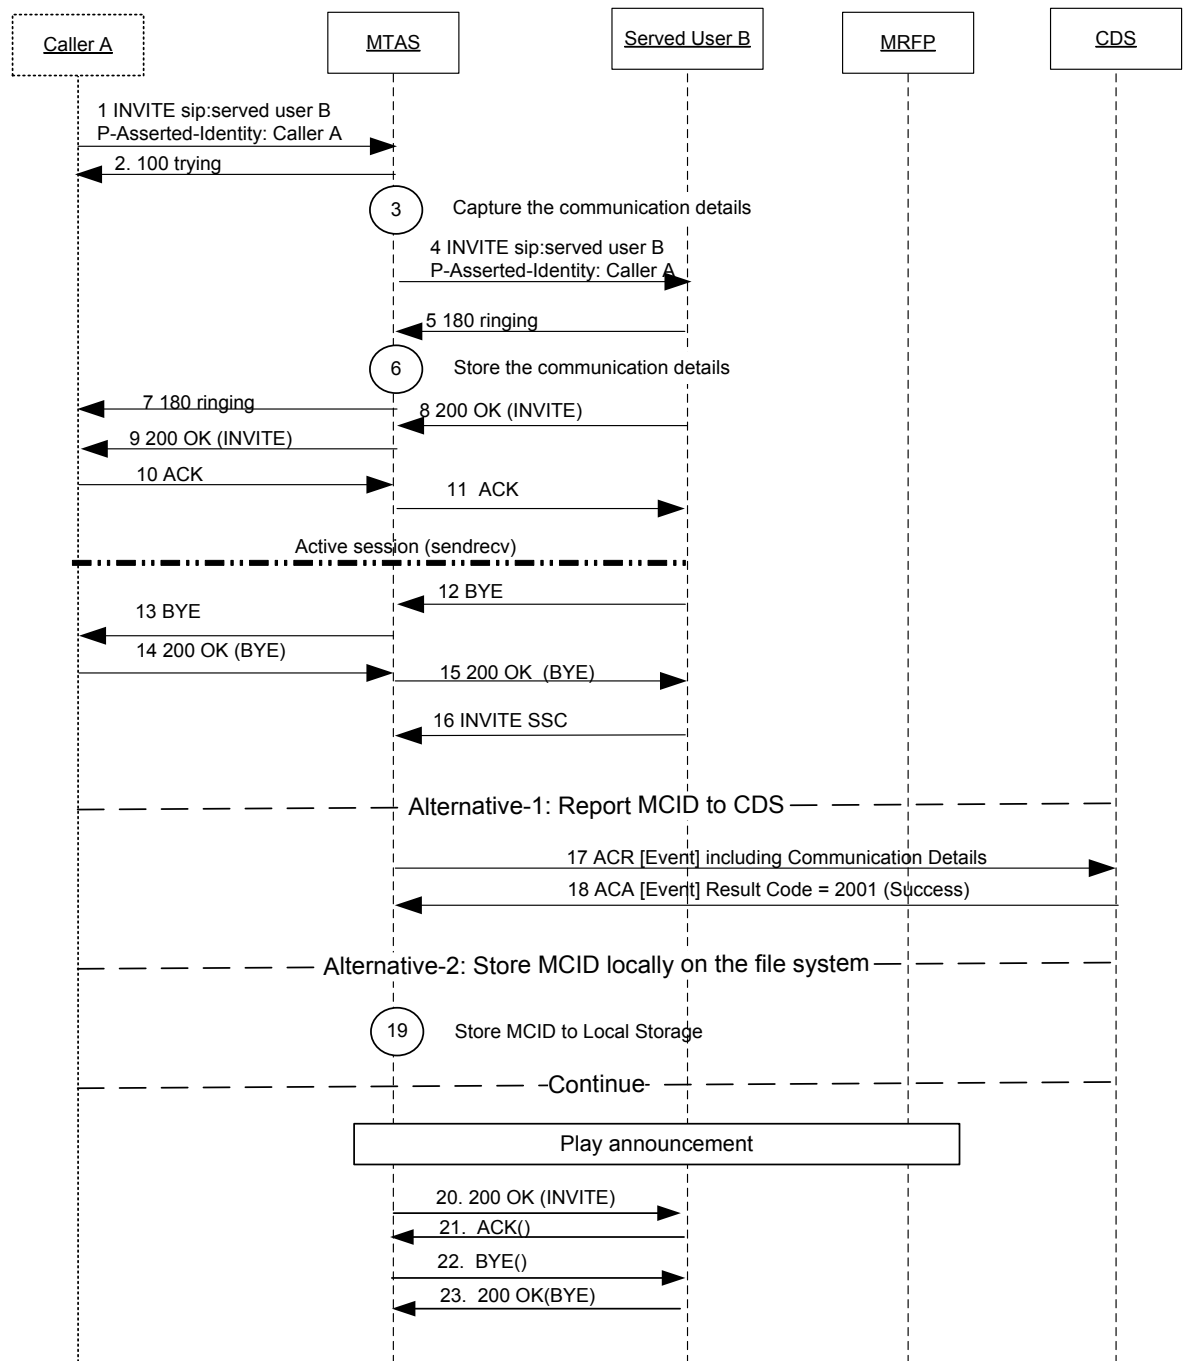 Caller A
MTAS
Served User B
MRFP
CDS
1 INVITE sip:served user B
P-Asserted-Identity: Caller A
2. 100 trying
3
Capture the communication details
4 INVITE sip:served user B
P-Asserted-Identity: Caller A
5 180 ringing
6
Store the communication details
7 180 ringing
8 200 OK (INVITE)
9 200 OK (INVITE)
10 ACK
11 ACK
Active session (sendrecv)
12 BYE
13 BYE
14 200 OK (BYE)
15 200 OK (BYE)
16 INVITE SSC
Alternative-1: Report MCID to CDS
17 ACR [Event] including Communication Details
18 ACA [Event] Result Code = 2001 (Success)
Alternative-2: Store MCID locally on the file system
19
Store MCID to Local Storage
Continue
Play announcement
20. 200 OK (INVITE)
21. ACK()
22. BYE()
23. 200 OK(BYE)